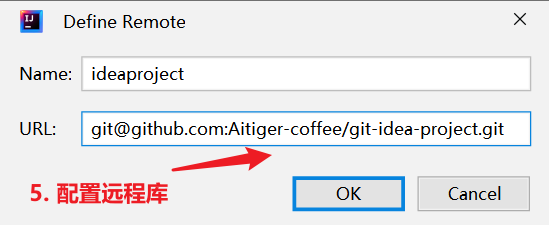 Define Remote
Name: ideaproject
URL: git@github.com:Aitiger-coffee/git-idea-project.git
5. 配置远程库
OK Cancel